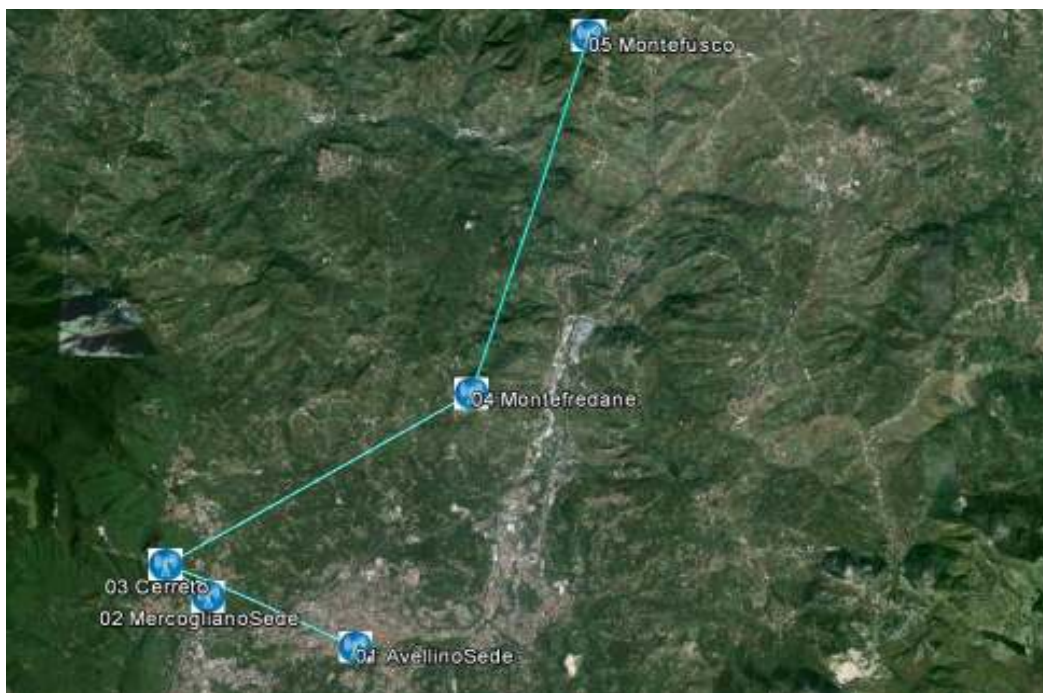 05 Montefusco
04 Montefredane
03 Cerreto
02 MercoglianoSede
01 AvellinoSede